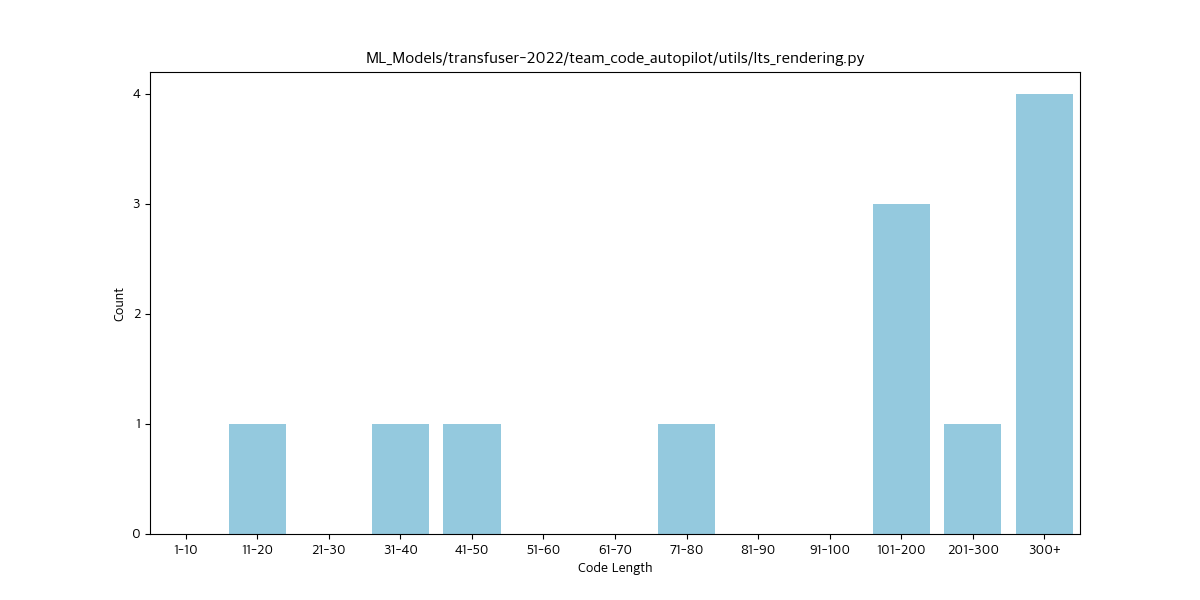 ML_Models/transfuser-2022/team_code_autopilot/utils/lts_rendering.py
4
3
2
1
0
Count
1-10 11-20 21-30 31-40 41-50 51-60 61-70 71-80 81-90 91-100 101-200 201-300 300+
Code Length